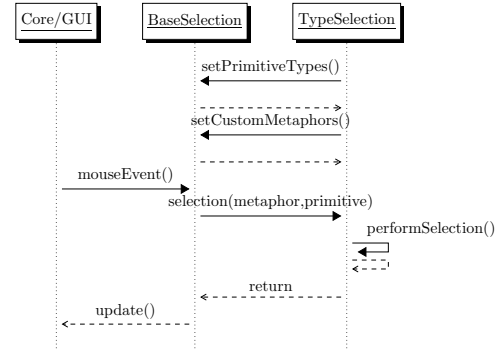 Core/GUI BaseSelection TypeSelection
setPrimitiveTypes()
setCustomMetaphors()
mouseEvent()
selection(metaphor,primitive)
performSelection()
return
update()